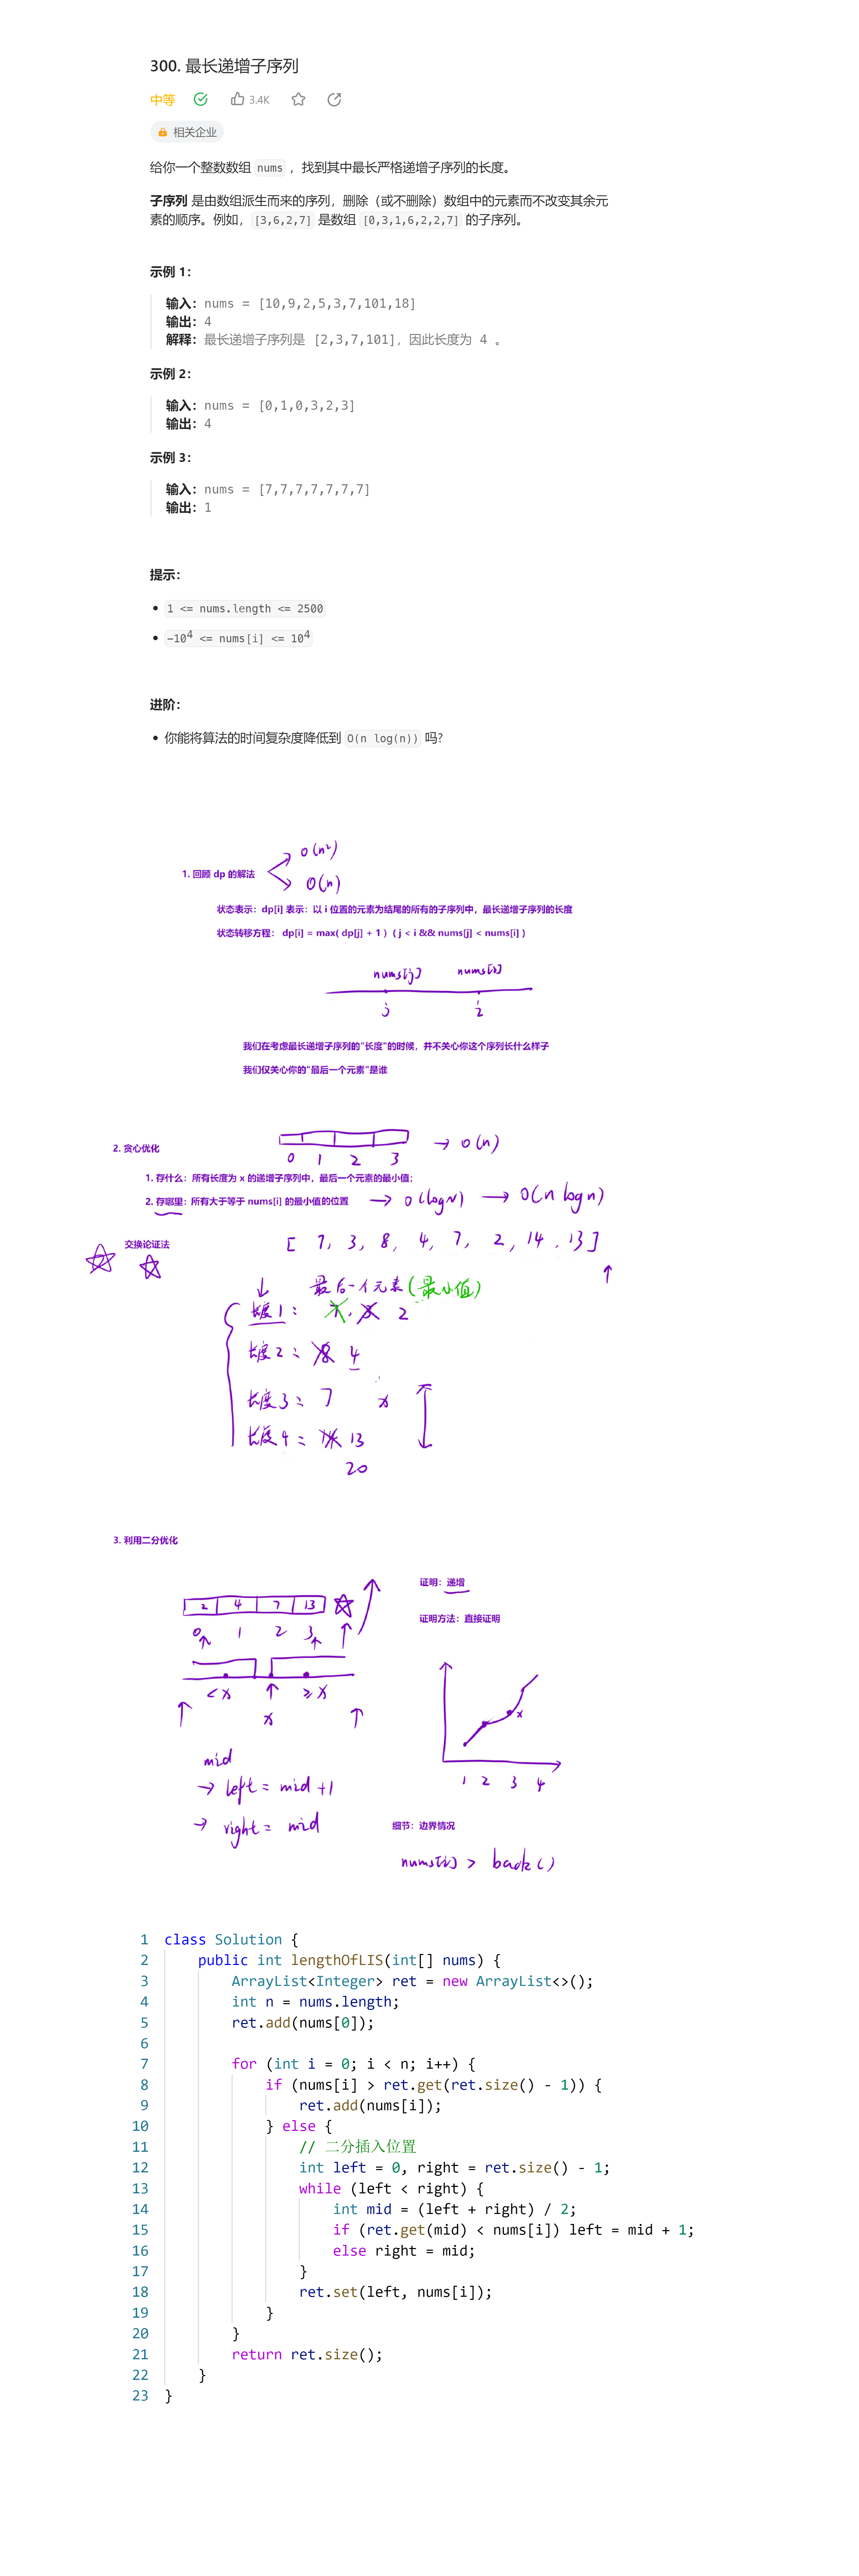 300. 最长递增子序列
中等 3.4K
相关企业
给你一个整数数组 nums ，找到其中最长严格递增子序列的长度。
子序列 是由数组派生而来的序列，删除（或不删除）数组中的元素而不改变其余元
素的顺序。例如， [3,6,2,7] 是数组 [0,3,1,6,2,2,7] 的子序列。
示例 1：
输入：nums = [10,9,2,5,3,7,101,18]
输出：4
解释：最长递增子序列是 [2,3,7,101]，因此长度为 4 。
示例 2：
输入：nums = [0,1,0,3,2,3]
输出：4
示例 3：
输入：nums = [7,7,7,7,7,7,7]
输出：1
提示：
• 1 <= nums.length <= 2500
• -10⁴ <= nums[i] <= 10⁴
进阶：
• 你能将算法的时间复杂度降低到 O(n log(n)) 吗?
O(n²)
1. 回顾 dp 的解法
O(n)
状态表示：dp[i] 表示：以 i 位置的元素为结尾的所有的子序列中，最长递增子序列的长度
状态转移方程： dp[i] = max( dp[j] + 1 ) ( j < i && nums[j] < nums[i] )
nums[j] nums[i]
j i
我们在考虑最长递增子序列的"长度"的时候，并不关心你这个序列长什么样子
我们仅关心你的"最后一个元素"是谁
2. 贪心优化
→ O(n)
0 1 2 3
1. 存什么：所有长度为 x 的递增子序列中，最后一个元素的最小值；
2. 存哪里：所有大于等于 nums[i] 的最小值的位置 → O(logN) → O(n logn)
交换论证法
[ 7, 3, 8, 4, 7, 2, 14, 13 ]
最后一个元素 (最小值)
长度 1： 7, 3 2
长度 2： 8 4
长度 3： 7 x
长度 4： 14 13
20
3. 利用二分优化
证明：递增
2 4 7 13
证明方法：直接证明
0 1 2 3
< x ≥ x
x
x
mid
1 2 3 4
→ left = mid + 1
→ right = mid
细节：边界情况
nums[i] > back()
1 class Solution {
2 public int lengthOfLIS(int[] nums) {
3 ArrayList<Integer> ret = new ArrayList<>();
4 int n = nums.length;
5 ret.add(nums[0]);
6
7 for (int i = 0; i < n; i++) {
8 if (nums[i] > ret.get(ret.size() - 1)) {
9 ret.add(nums[i]);
10 } else {
11 // 二分插入位置
12 int left = 0, right = ret.size() - 1;
13 while (left < right) {
14 int mid = (left + right) / 2;
15 if (ret.get(mid) < nums[i]) left = mid + 1;
16 else right = mid;
17 }
18 ret.set(left, nums[i]);
19 }
20 }
21 return ret.size();
22 }
23 }